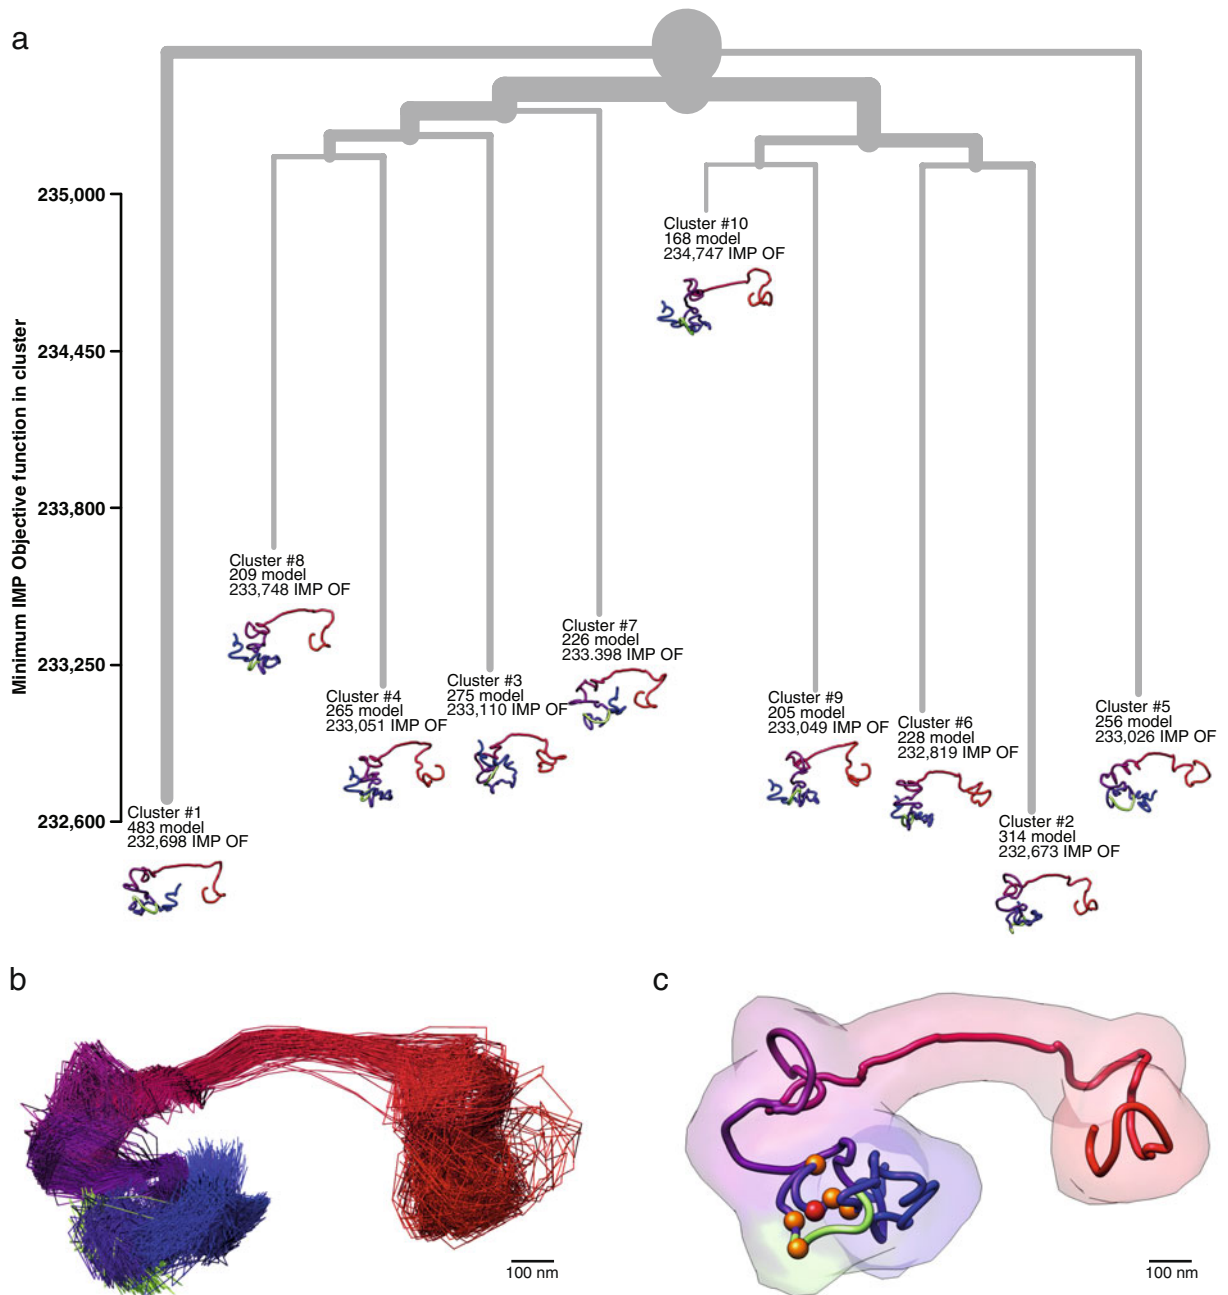 a
235,000
234,450
233,800
233,250
232,600
Minimum IMP Objective function in cluster
Cluster #10
168 model
234,747 IMP OF
Cluster #8
209 model
233,748 IMP OF
Cluster #7
226 model
233.398 IMP OF
Cluster #4
265 model
233,051 IMP OF
Cluster #3
275 model
233,110 IMP OF
Cluster #9
205 model
233,049 IMP OF
Cluster #6
228 model
232,819 IMP OF
Cluster #5
256 model
233,026 IMP OF
Cluster #1
483 model
232,698 IMP OF
Cluster #2
314 model
232,673 IMP OF
b
100 nm
c
100 nm